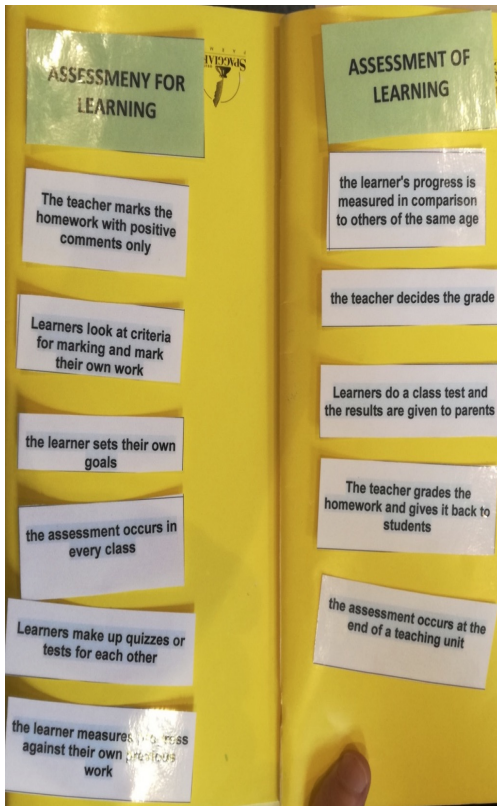 ASSESSMENY FOR
LEARNING
The teacher marks the
homework with positive
comments only
Learners look at criteria
for marking and mark
their own work
the learner sets their own
goals
the assessment occurs in
every class
Learners make up quizzes or
tests for each other
the learner measures progress
against their own previous
work
ASSESSMENT OF
LEARNING
the learner's progress is
measured in comparison
to others of the same age
the teacher decides the grade
Learners do a class test and
the results are given to parents
The teacher grades the
homework and gives it back to
students
the assessment occurs at the
end of a teaching unit